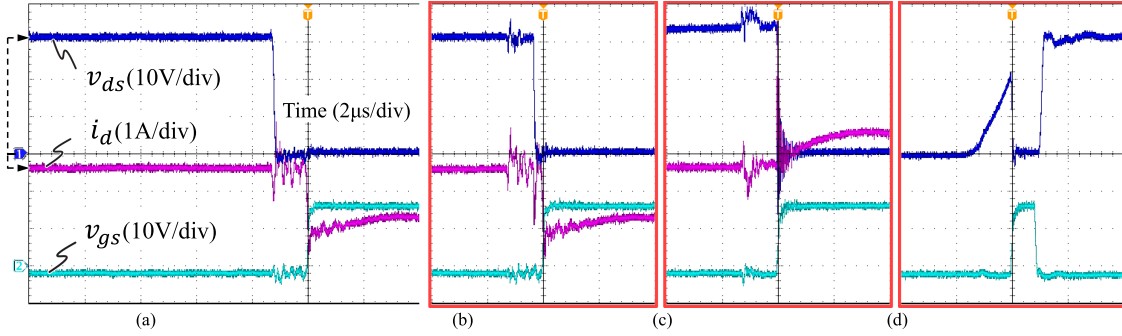 T
T
T
T
v_ds(10V/div)
Time (2μs/div)
i_d(1A/div)
1
v_gs(10V/div)
2
(a)
(b)
(c)
(d)